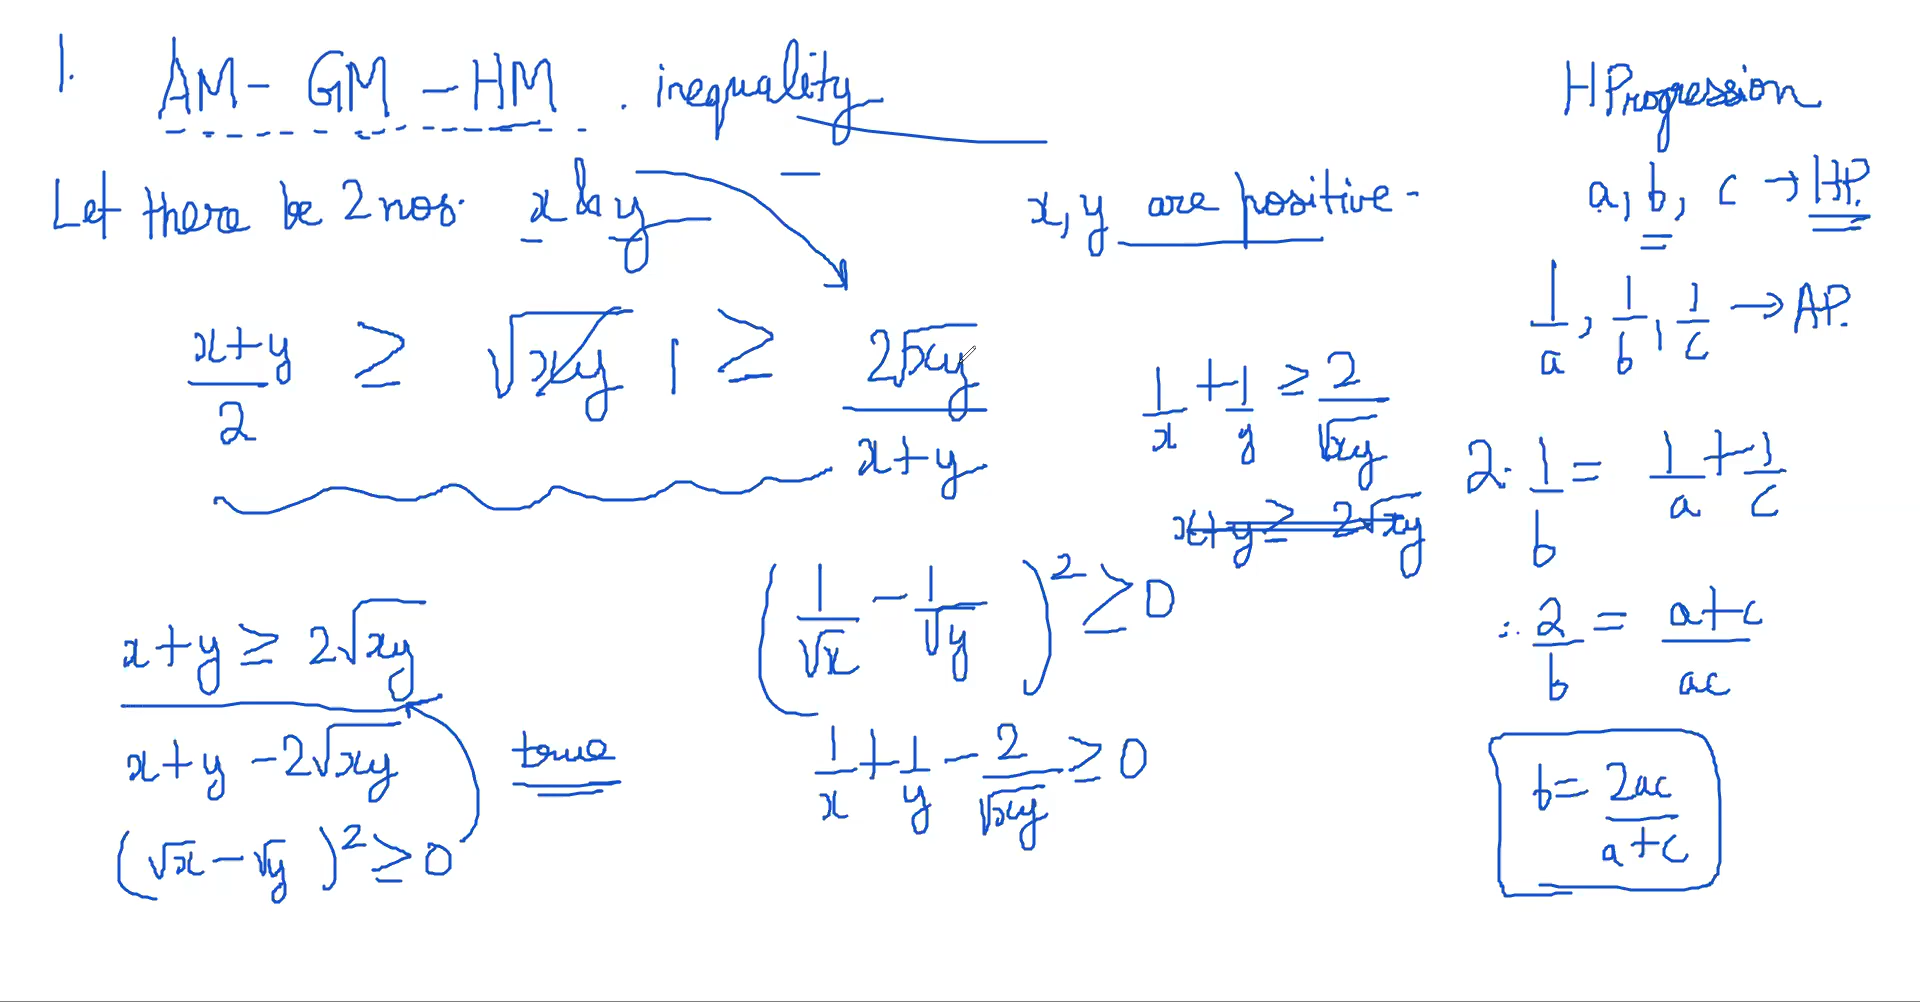 1. AM - GM - HM . inequality
Let there be 2 nos. x & y
x, y are positive -
x+y/2 ≥ √xy 1 ≥ 2√xy/x+y
x+y ≥ 2√xy
x+y -2√xy
true
(√x - √y)² ≥ 0
(1/√x - 1/√y)² ≥ 0
1/x + 1/y - 2/√xy ≥ 0
1/x + 1/y ≥ 2/√xy
x+y ≥ 2√xy
HProgression
a, b, c → HP.
1/a, 1/b, 1/c → AP.
2. 1/b = 1/a + 1/c
∴ 2/b = a+c/ac
b = 2ac/a+c